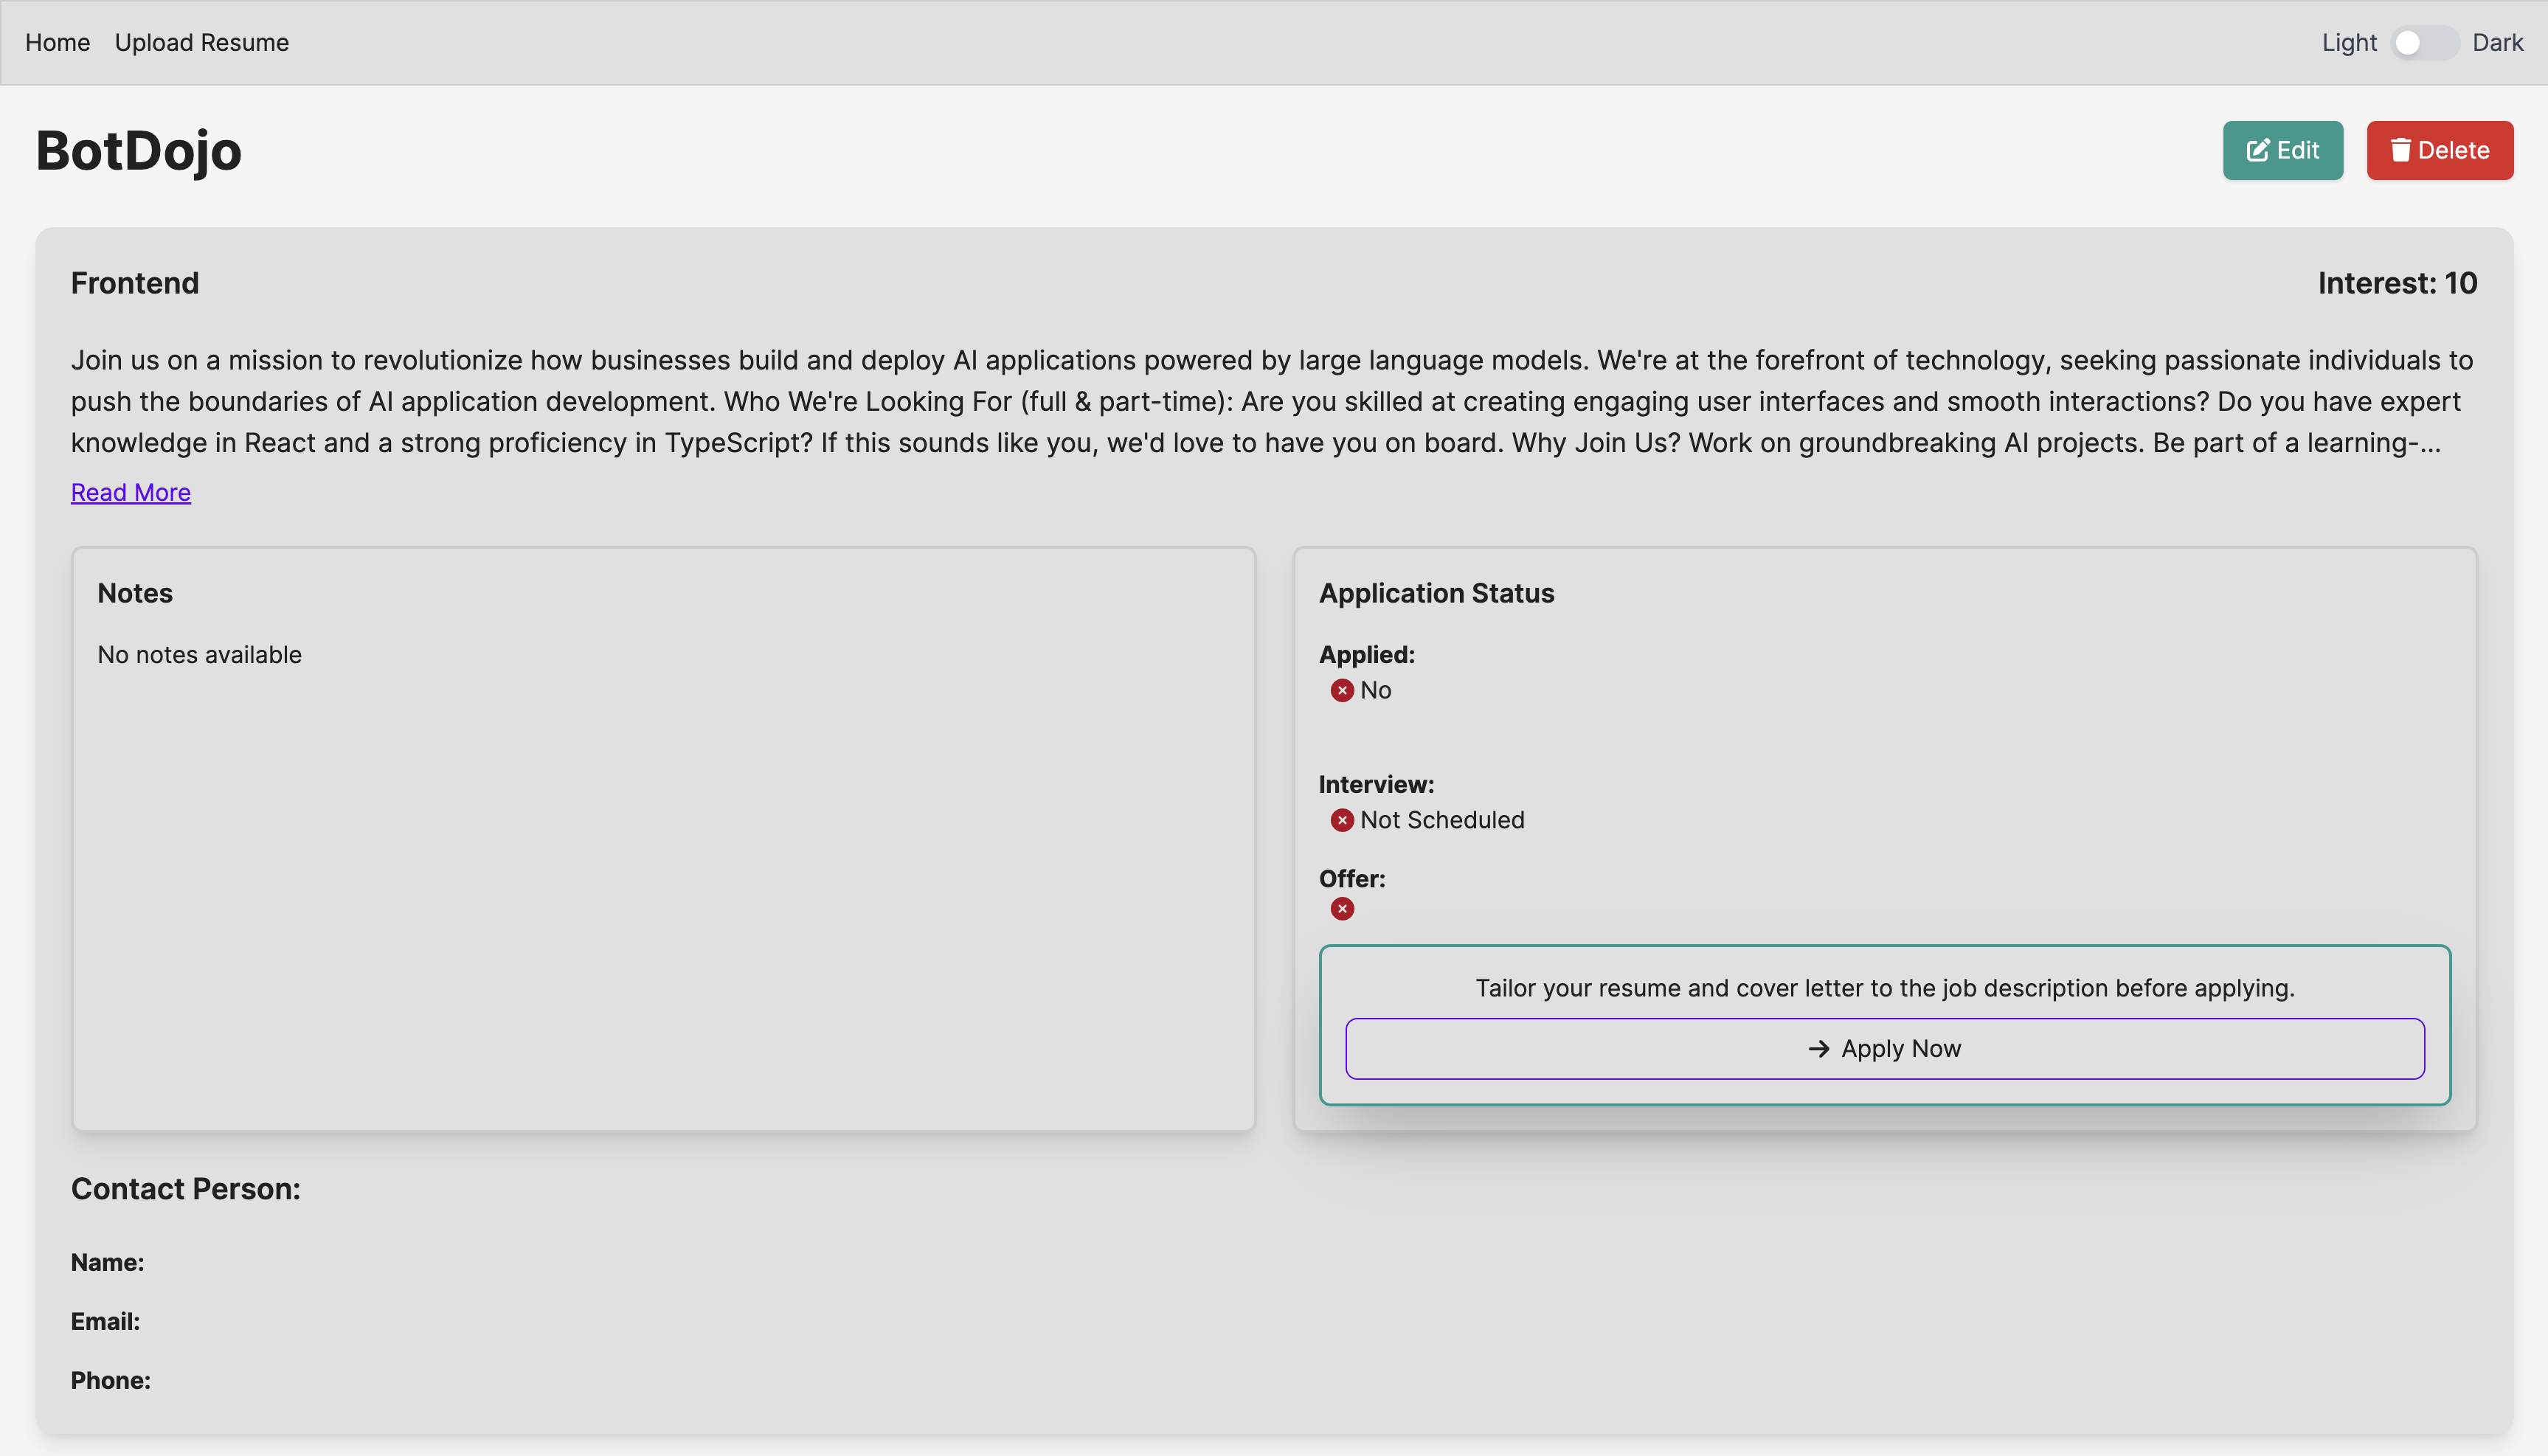 Home Upload Resume Light Dark
BotDojo
Edit Delete
Frontend Interest: 10
Join us on a mission to revolutionize how businesses build and deploy AI applications powered by large language models. We're at the forefront of technology, seeking passionate individuals to
push the boundaries of AI application development. Who We're Looking For (full & part-time): Are you skilled at creating engaging user interfaces and smooth interactions? Do you have expert
knowledge in React and a strong proficiency in TypeScript? If this sounds like you, we'd love to have you on board. Why Join Us? Work on groundbreaking AI projects. Be part of a learning-...
Read More
Notes
No notes available
Application Status
Applied:
No
Interview:
Not Scheduled
Offer:
Tailor your resume and cover letter to the job description before applying.
Apply Now
Contact Person:
Name:
Email:
Phone: